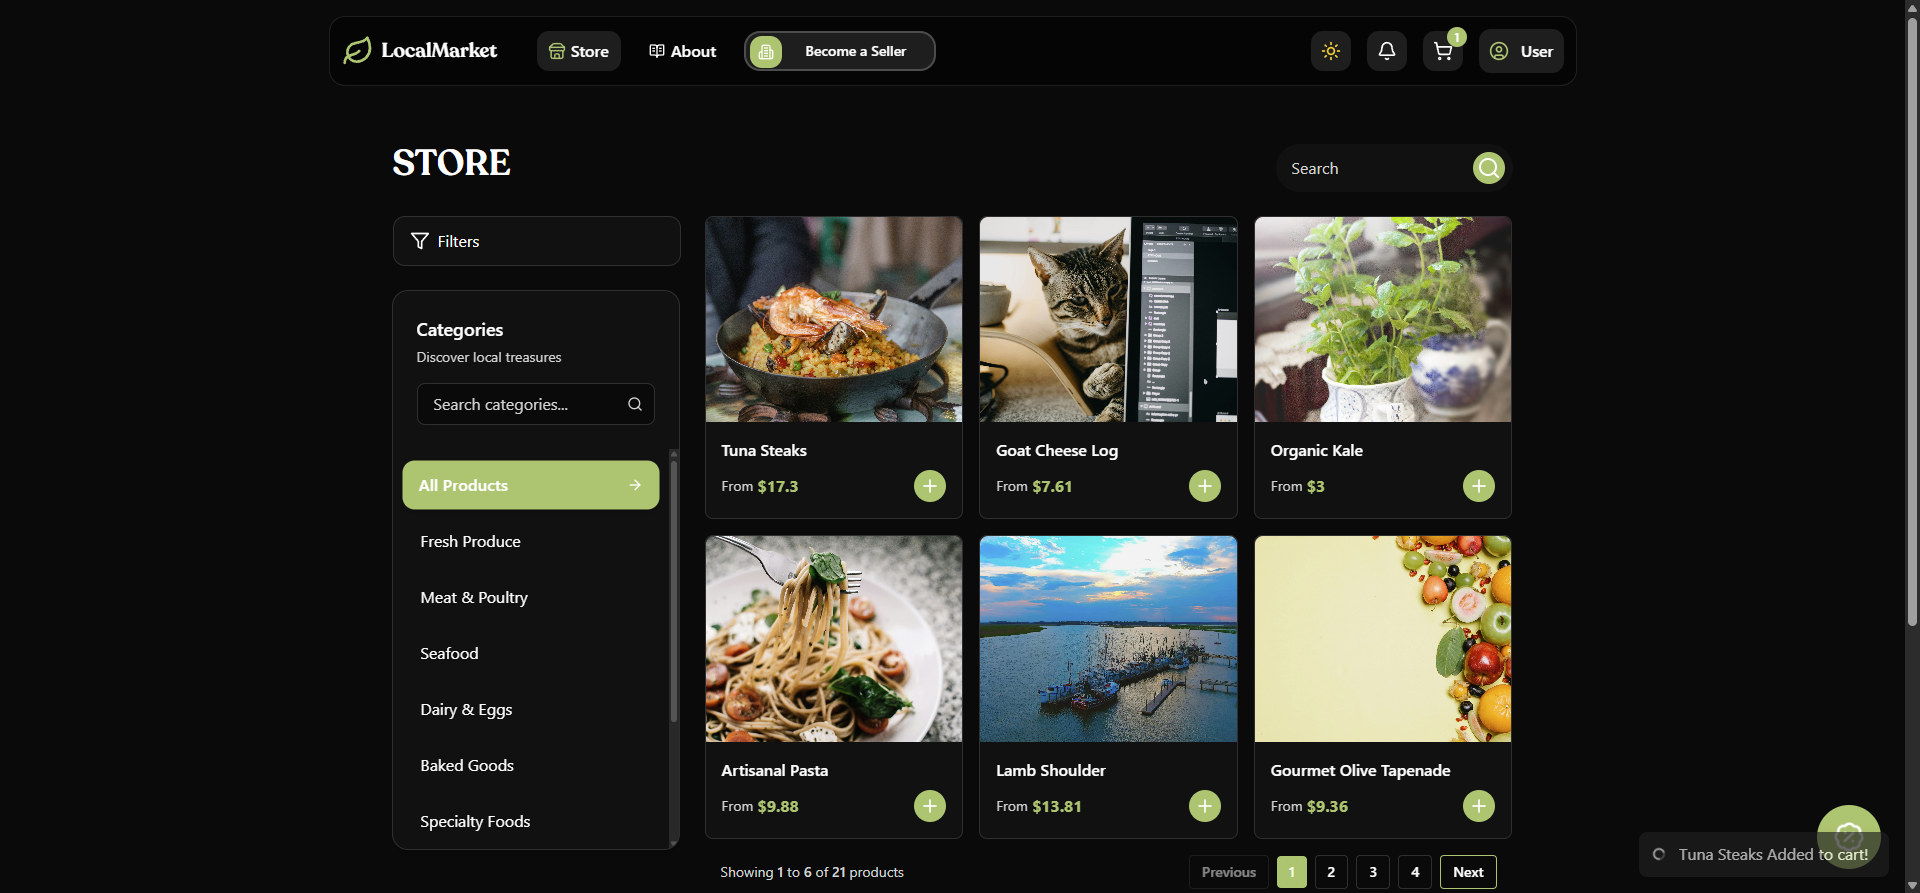 LocalMarket
Store
About
Become a Seller
1
User
STORE
Search
Filters
Categories
Discover local treasures
Search categories...
All Products
Fresh Produce
Meat & Poultry
Seafood
Dairy & Eggs
Baked Goods
Specialty Foods
Tuna Steaks
From $17.3
Goat Cheese Log
From $7.61
Organic Kale
From $3
Artisanal Pasta
From $9.88
Lamb Shoulder
From $13.81
Gourmet Olive Tapenade
From $9.36
Showing 1 to 6 of 21 products
Previous
1
2
3
4
Next
Tuna Steaks Added to cart!